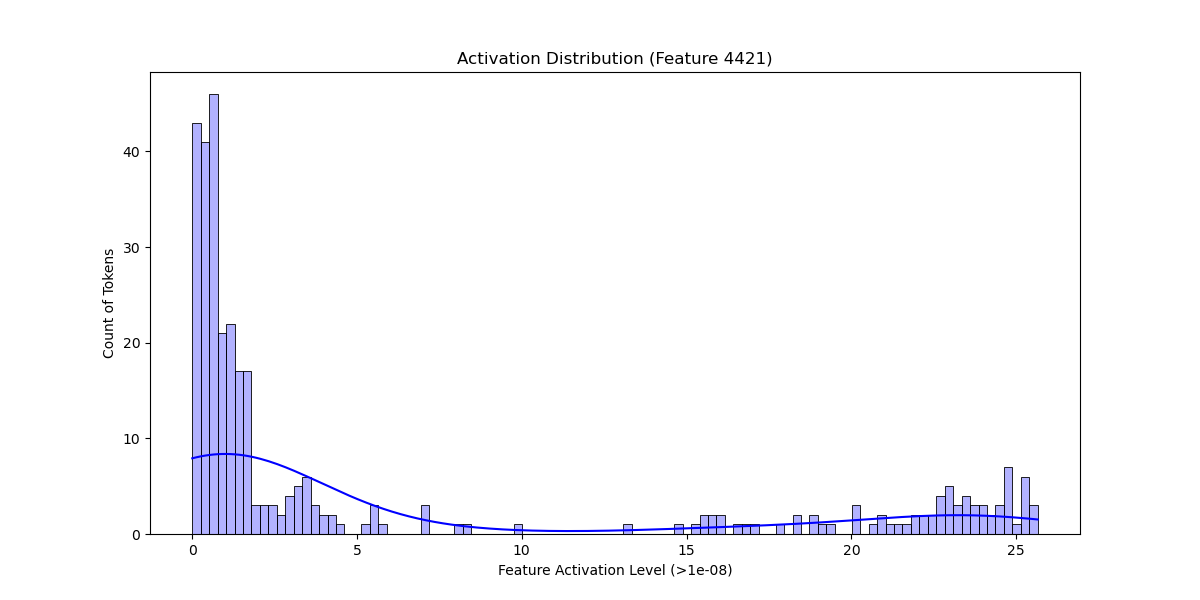 Activation Distribution (Feature 4421)
Count of Tokens
40
30
20
10
0
0 5 10 15 20 25
Feature Activation Level (>1e-08)